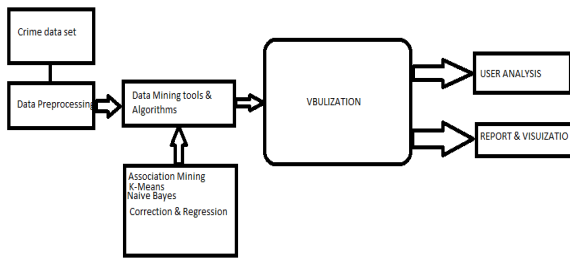 Crime data set
Data Preprocessing
Data Mining tools &
Algorithms
VBULIZATION
USER ANALYSIS
REPORT & VISUIZATIO
Association Mining
K-Means
Naive Bayes
Correction & Regression